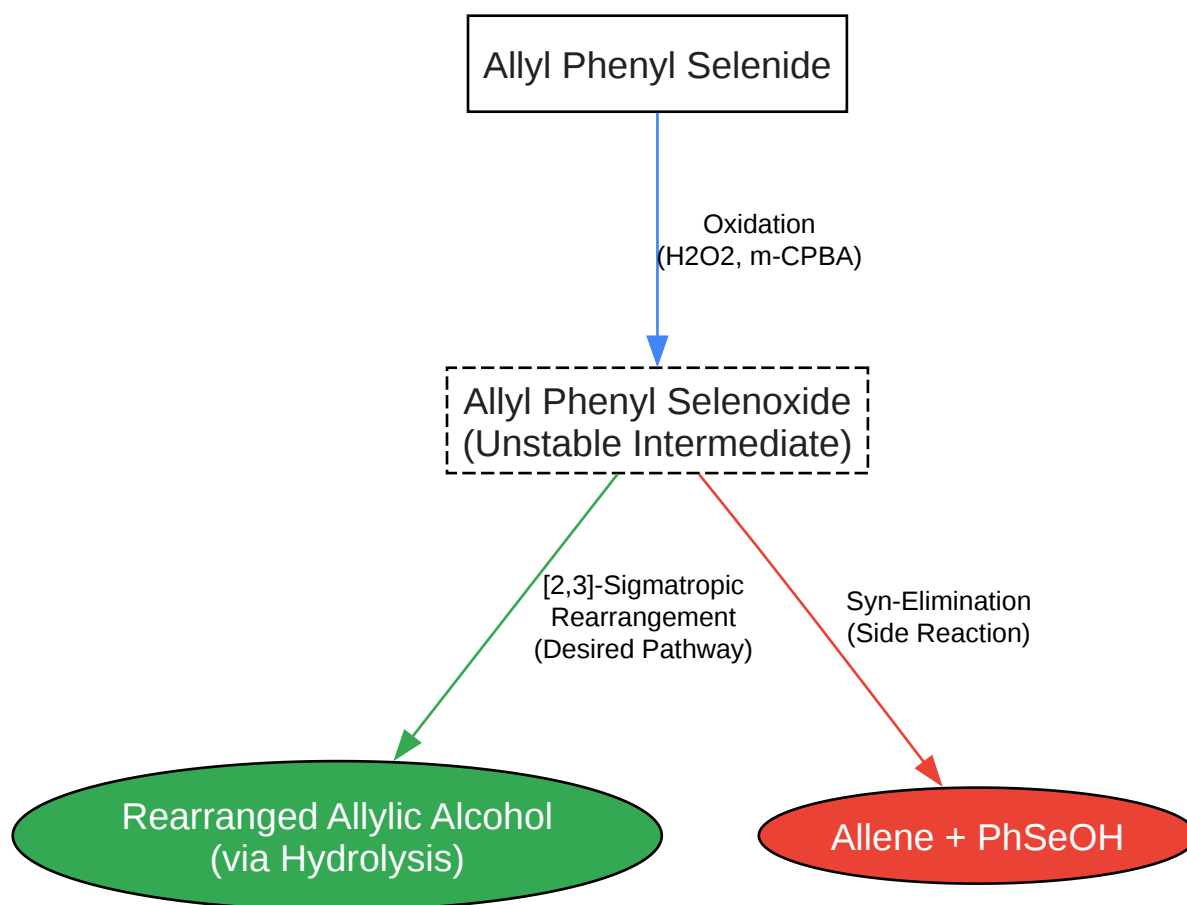 Allyl Phenyl Selenide
Oxidation
(H2O2, m-CPBA)
Allyl Phenyl Selenoxide
(Unstable Intermediate)
[2,3]-Sigmatropic
Rearrangement
(Desired Pathway)
Syn-Elimination
(Side Reaction)
Rearranged Allylic Alcohol
(via Hydrolysis)
Allene + PhSeOH